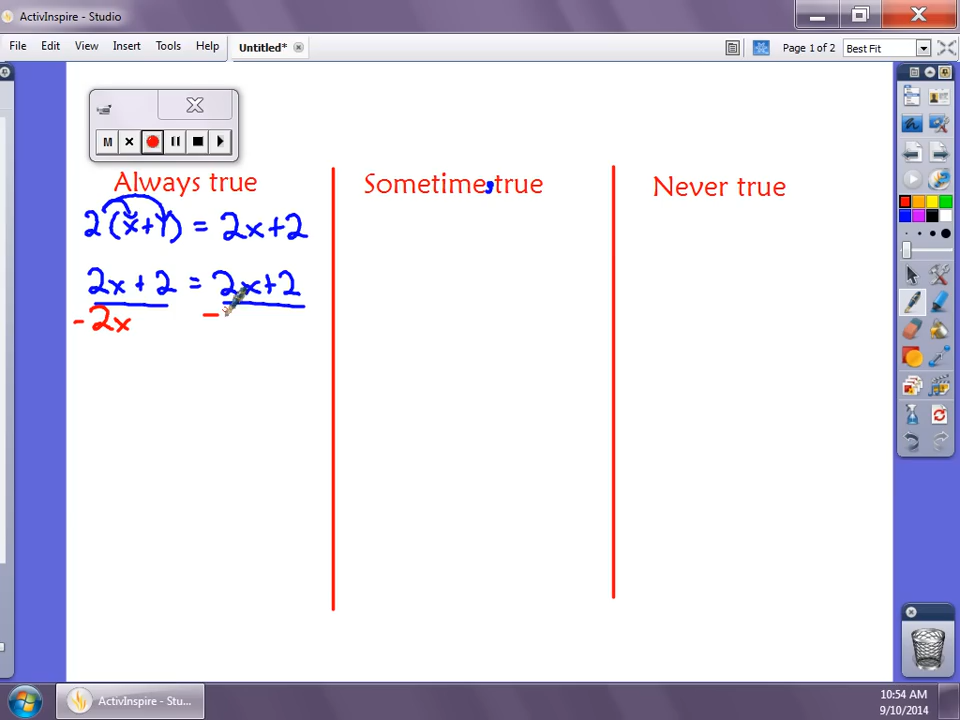 ActivInspire - Studio
File Edit View Insert Tools Help Untitled* Page 1 of 2 Best Fit
M
Always true Sometime,true Never true
2(x+1) = 2x+2
2x + 2 = 2x+2
-2x -
ActivInspire - Stu...
10:54 AM
9/10/2014